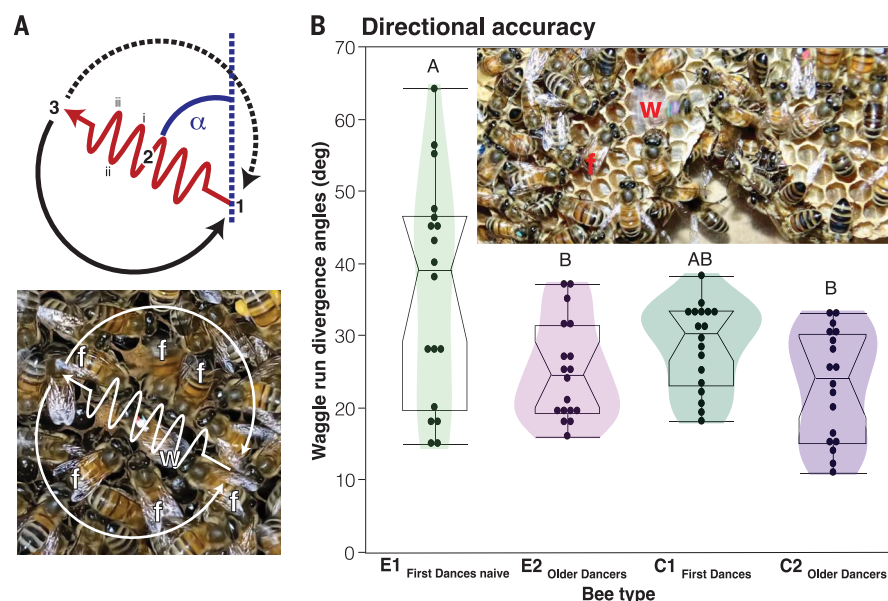 A
3
ii
i
α
2
ii
1
f
f
f
w
f
f
f
B Directional accuracy
Waggle run divergence angles (deg)
70
60
50
40
30
20
10
0
A
B
AB
B
w
f
E1 First Dances naive
E2 Older Dancers
C1 First Dances
C2 Older Dancers
Bee type